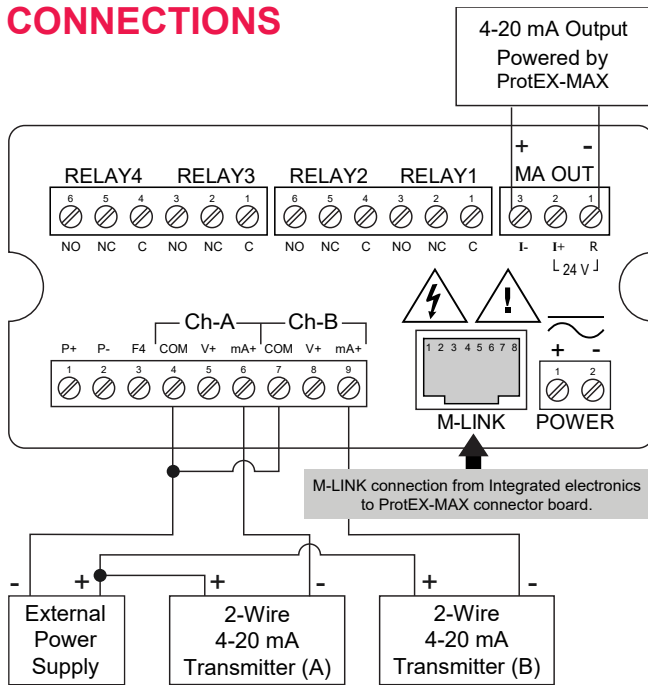 CONNECTIONS
4-20 mA Output
Powered by
ProtEX-MAX
+ -
RELAY4 RELAY3 RELAY2 RELAY1 MA OUT
6 5 4 3 2 1 6 5 4 3 2 1 3 2 1
NO NC C NO NC C NO NC C NO NC C I- I+ R
24 V
Ch-A Ch-B
P+ P- F4 COM V+ mA+ COM V+ mA+
1 2 3 4 5 6 7 8 9
1 2 3 4 5 6 7 8
+ -
1 2
M-LINK POWER
M-LINK connection from Integrated electronics
to ProtEX-MAX connector board.
- + + - + -
External
Power
Supply
2-Wire
4-20 mA
Transmitter (A)
2-Wire
4-20 mA
Transmitter (B)